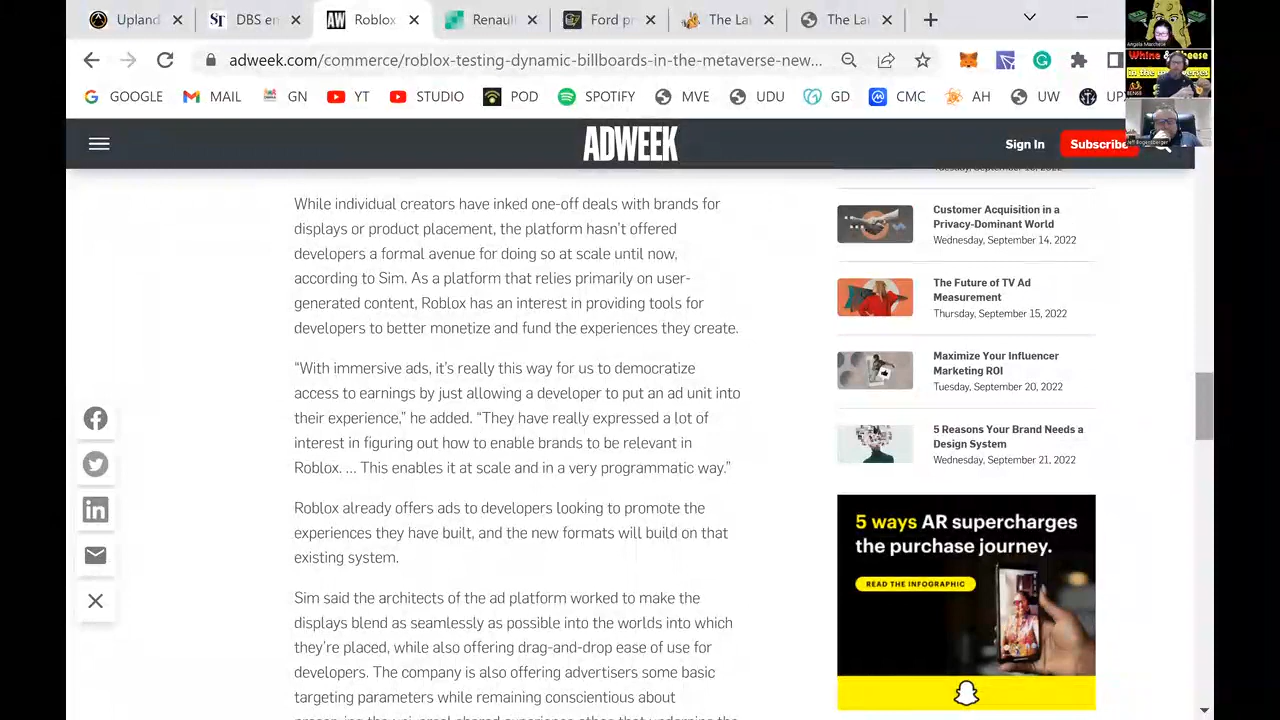 Upland
DBS en
AW
Roblox
Renault
Ford pr
The La
The La
adweek.com/commerce/rob
dynamic-billboards-in-the-metaverse-new...
GOOGLE
MAIL
GN
YT
STUDIO
SPOTIFY
MVE
UDU
GD
CMC
AH
UW
Angela Marchese
Whine & Cheese
in the
BEN68
Jeff Bogensberger
ADWEEK
Sign In
Subscribe
While individual creators have inked one-off deals with brands for
displays or product placement, the platform hasn't offered
developers a formal avenue for doing so at scale until now,
according to Sim. As a platform that relies primarily on user-
enerated content, Roblox has an interest in providing tools for
developers to better monetize and fund the experiences they create.
“With immersive ads, it's really this way for us to democratize
access to earnings by just allowing a developer to put an ad unit into
their experience,” he added. “They have really expressed a lot of
interest in figuring out how to enable brands to be relevant in
Roblox. ... This enables it at scale and in a very programmatic way.”
Roblox already offers ads to developers looking to promote the
experiences they have built, and the new formats will build on that
existing system.
Sim said the architects of the ad platform worked to make the
displays blend as seamlessly as possible into the worlds into which
they're placed, while also offering drag-and-drop ease of use for
developers. The company is also offering advertisers some basic
targeting parameters while remaining conscientious about
Customer Acquisition in a
Privacy-Dominant World
Wednesday, September 14, 2022
The Future of TV Ad
Measurement
Thursday, September 15, 2022
Maximize Your Influencer
Marketing ROI
Tuesday, September 20, 2022
5 Reasons Your Brand Needs a
Design System
Wednesday, September 21, 2022
5 ways AR supercharges
the purchase journey.
READ THE INFOGRAPHIC